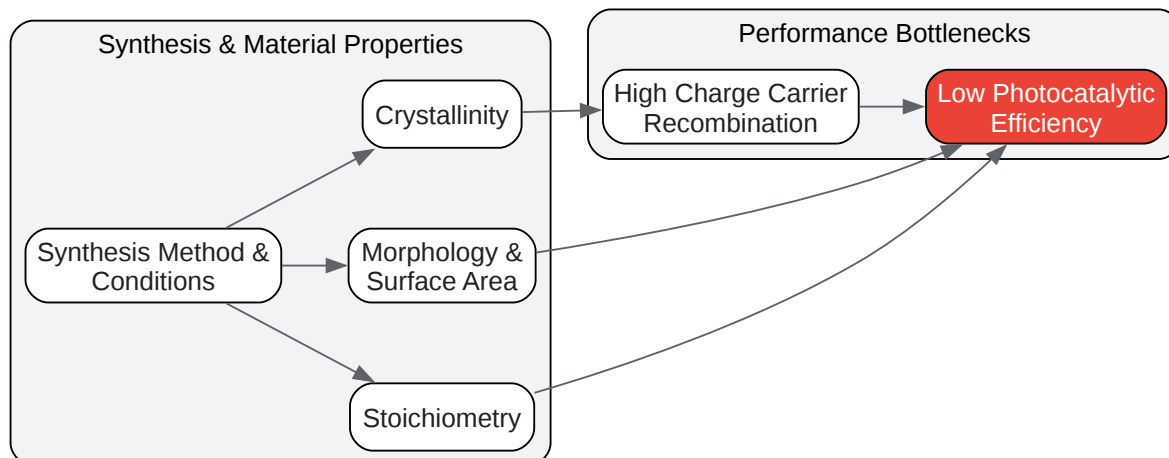 Synthesis & Material Properties
Performance Bottlenecks
Crystallinity
High Charge Carrier
Recombination
Low Photocatalytic
Efficiency
Synthesis Method &
Conditions
Morphology &
Surface Area
Stoichiometry